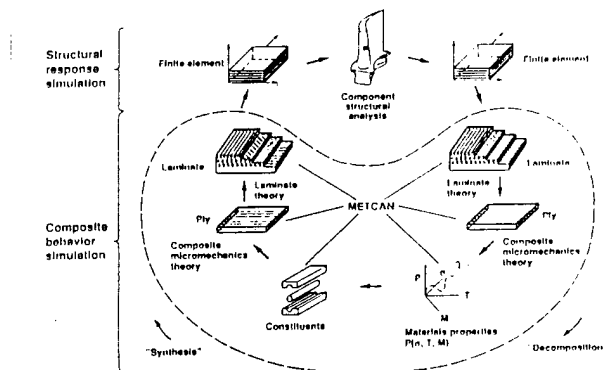 Structural
response
simulation
Finite element
Component
structural
analysis
Finite element
Laminate
Laminate
theory
Laminate
Laminate
theory
METCAN
Ply
Ply
Composite
behavior
simulation
Composite
micromechanics
theory
Composite
micromechanics
theory
P
T
M
Constituents
Materials properties
P(σ, T, M)
"Synthesis"
"Decomposition